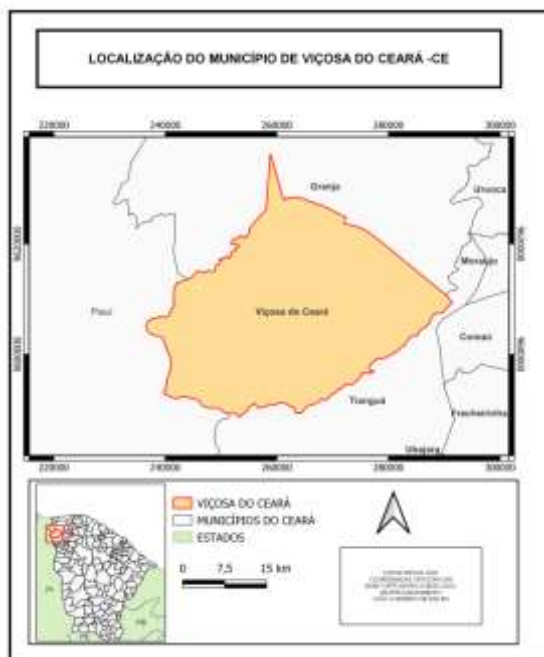 LOCALIZAÇÃO DO MUNICÍPIO DE VIÇOSA DO CEARÁ -CE
220000 240000 260000 280000 300000
Granja
Uruoca
9620000
Moraújo
Piauí
Viçosa do Ceará
Coreaú
9600000
Tianguá
Frecheirinha
Ubajara
220000 240000 260000 280000 300000
VIÇOSA DO CEARÁ
MUNICÍPIOS DO CEARÁ
ESTADOS
0 7,5 15 km